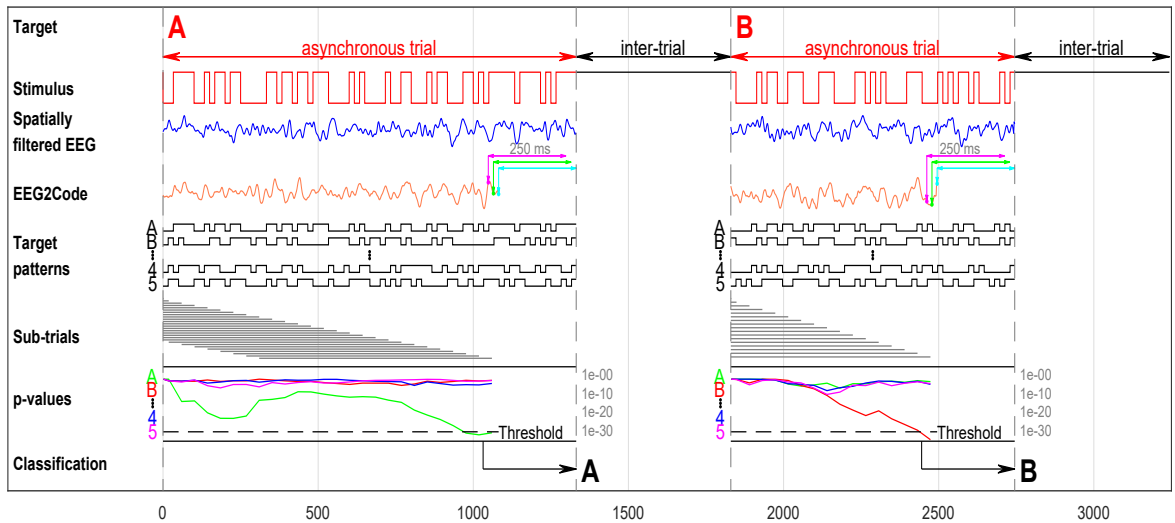 Target
A
B
asynchronous trial
inter-trial
asynchronous trial
inter-trial
Stimulus
Spatially
filtered EEG
250 ms
250 ms
EEG2Code
Target
patterns
A
B
4
5
A
B
4
5
Sub-trials
p-values
A
B
4
5
1e-00
1e-10
1e-20
1e-30
Threshold
A
B
4
5
1e-00
1e-10
1e-20
1e-30
Threshold
Classification
A
B
0
500
1000
1500
2000
2500
3000